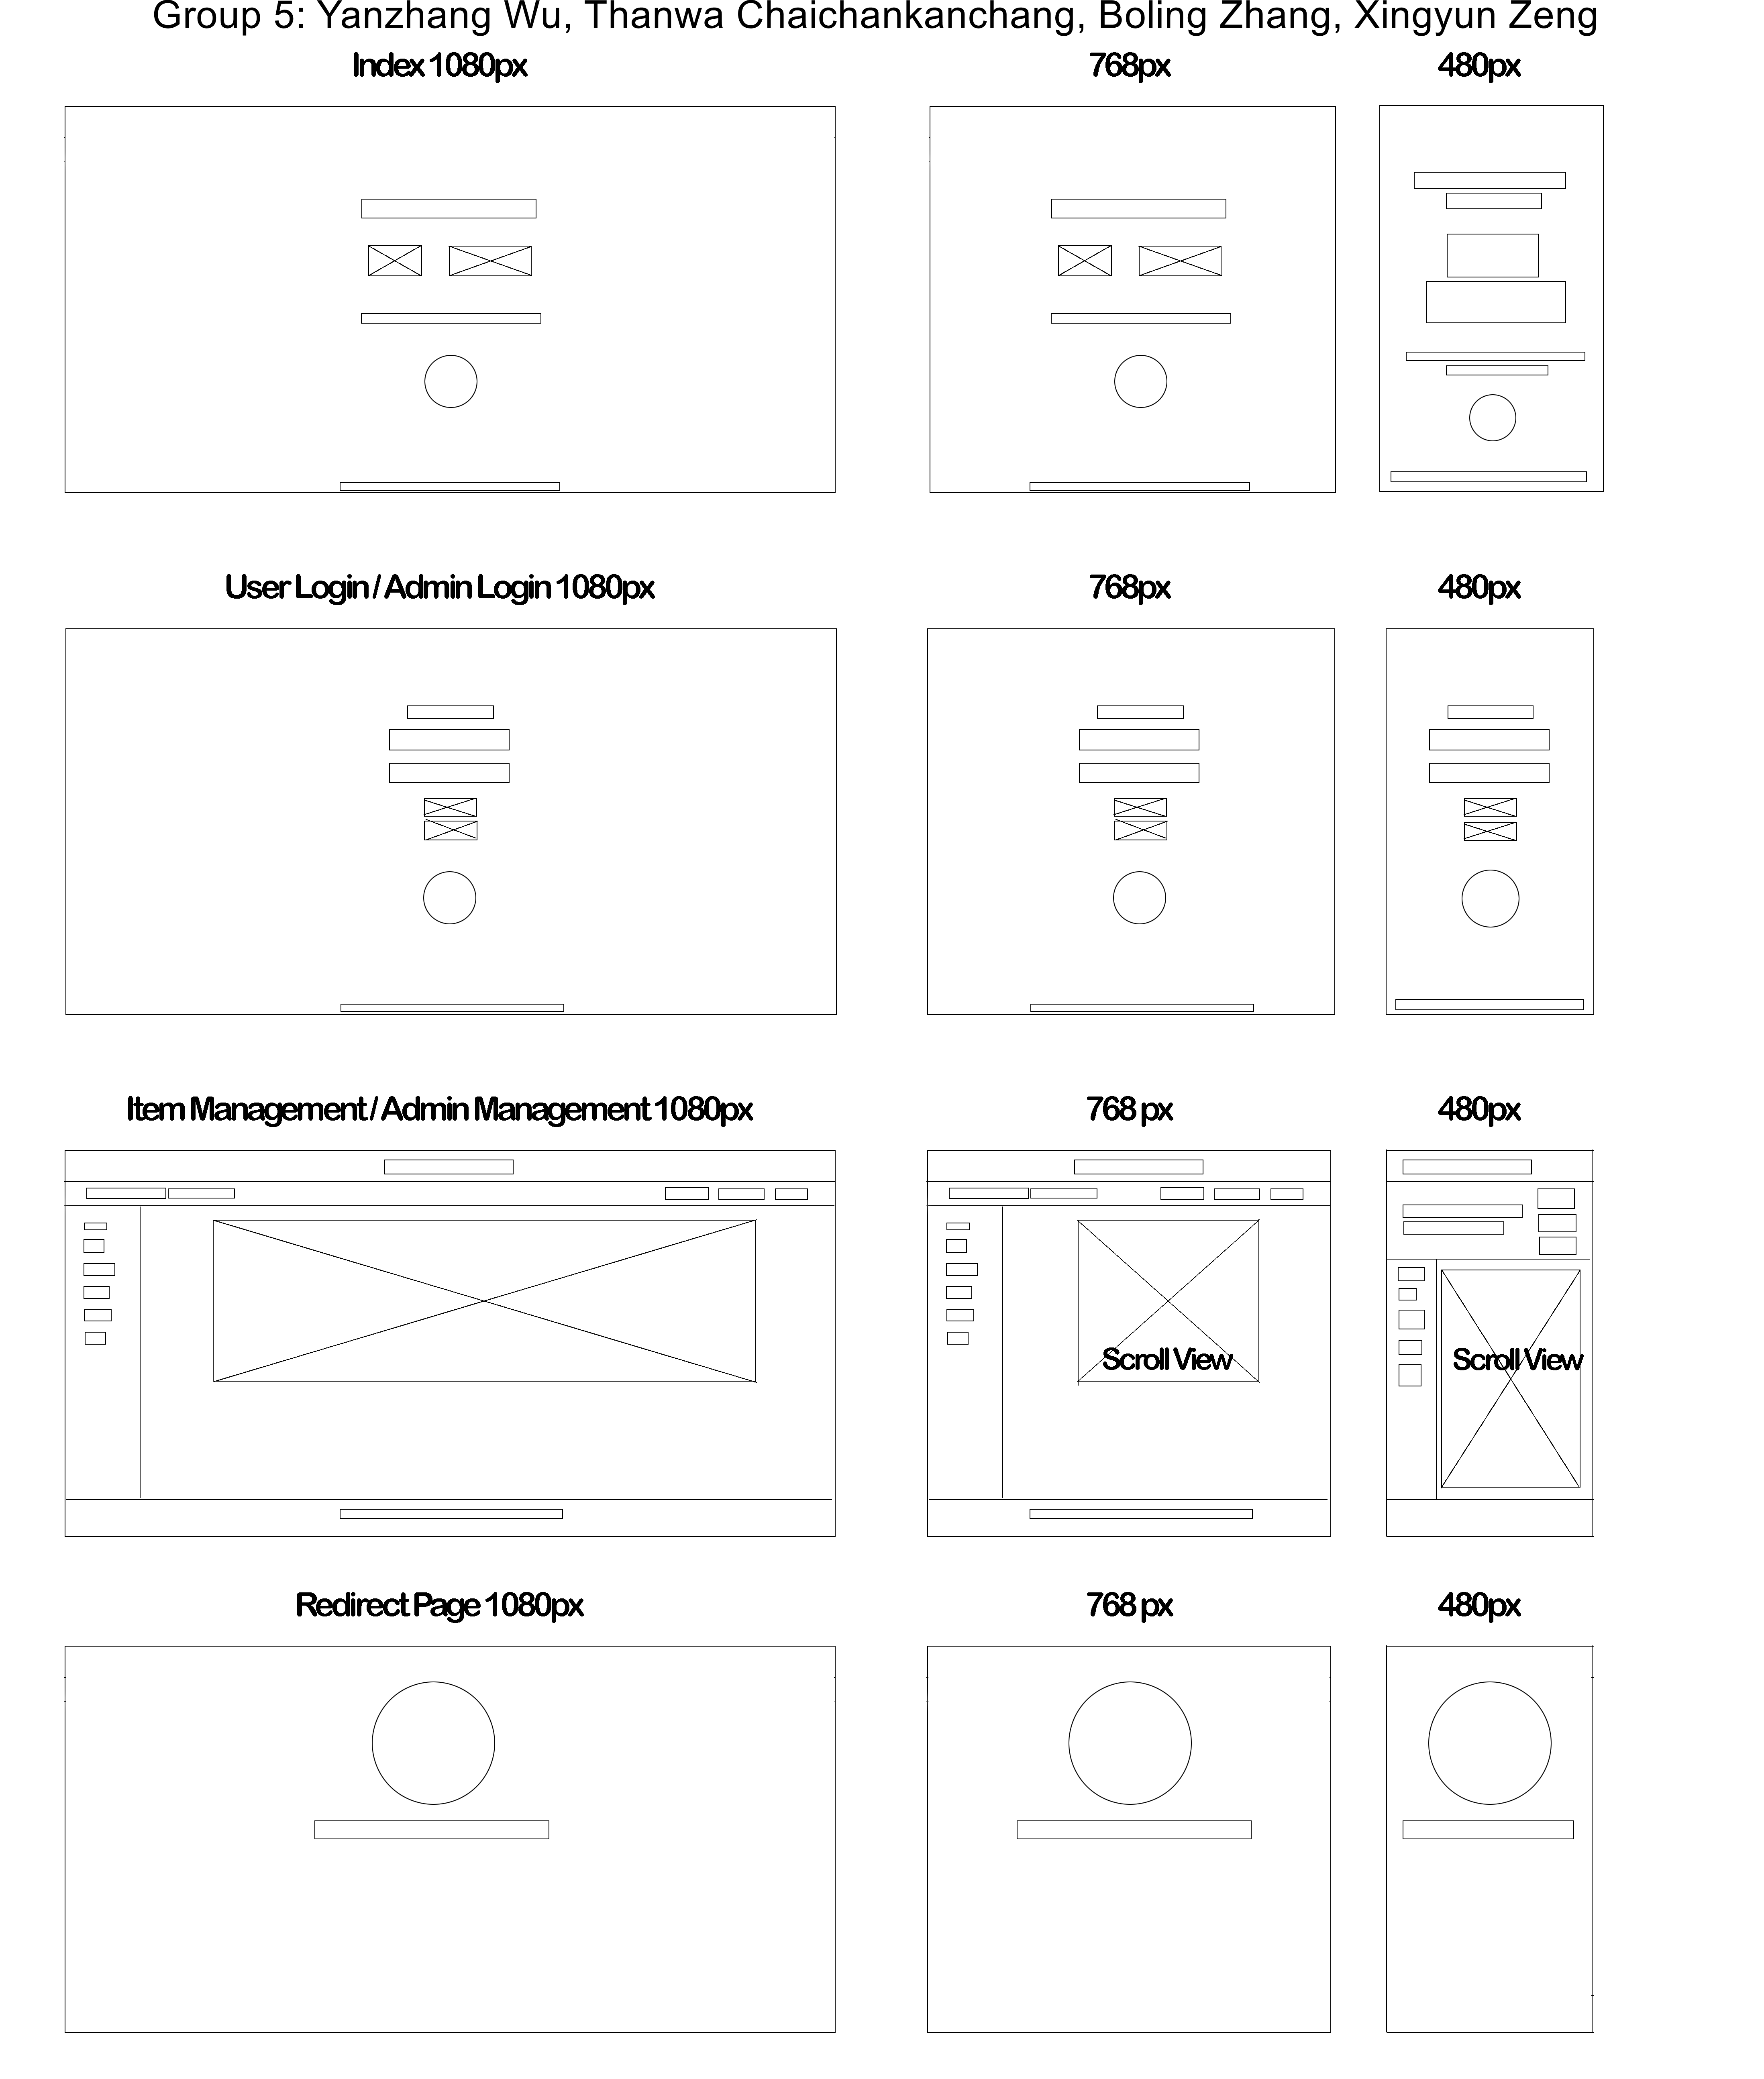 Group 5: Yanzhang Wu, Thanwa Chaichankanchang, Boling Zhang, Xingyun Zeng
Index 1080px 768px 480px
User Login / Admin Login 1080px 768px 480px
Item Management / Admin Management 1080px 768 px 480px
Scroll View Scroll View
Redirect Page 1080px 768 px 480px